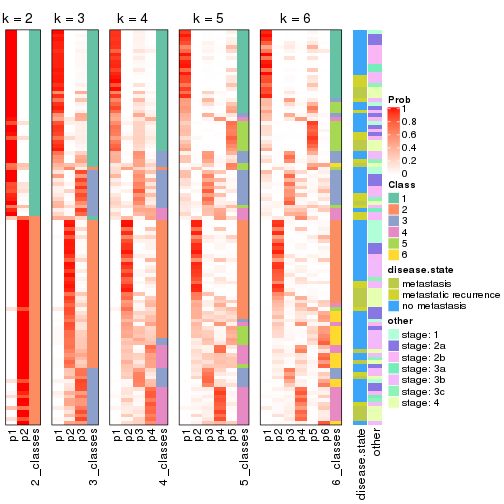 k = 2
k = 3
k = 4
k = 5
k = 6
Prob
1
0.8
0.6
0.4
0.2
0
Class
1
2
3
4
5
6
disease.state
metastasis
metastatic recurrence
no metastasis
other
stage: 1
stage: 2a
stage: 2b
stage: 3a
stage: 3b
stage: 3c
stage: 4
p1
p2
2_classes
p1
p2
p3
3_classes
p1
p2
p3
p4
4_classes
p1
p2
p3
p4
p5
5_classes
p1
p2
p3
p4
p5
p6
6_classes
disease.state
other